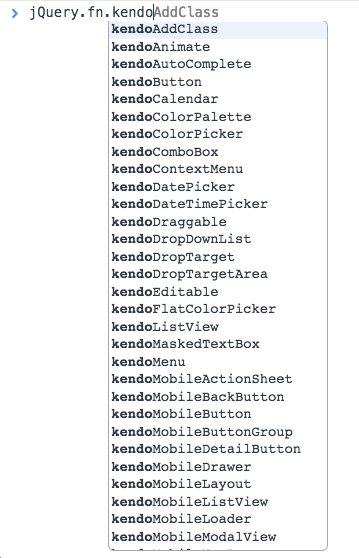 > jQuery.fn.kendoAddClass
kendoAddClass
kendoAnimate
kendoAutoComplete
kendoButton
kendoCalendar
kendoColorPalette
kendoColorPicker
kendoComboBox
kendoContextMenu
kendoDatePicker
kendoDateTimePicker
kendoDraggable
kendoDropDownList
kendoDropTarget
kendoDropTargetArea
kendoEditable
kendoFlatColorPicker
kendoListView
kendoMaskedTextBox
kendoMenu
kendoMobileActionSheet
kendoMobileBackButton
kendoMobileButton
kendoMobileButtonGroup
kendoMobileDetailButton
kendoMobileDrawer
kendoMobileLayout
kendoMobileListView
kendoMobileLoader
kendoMobileModalView